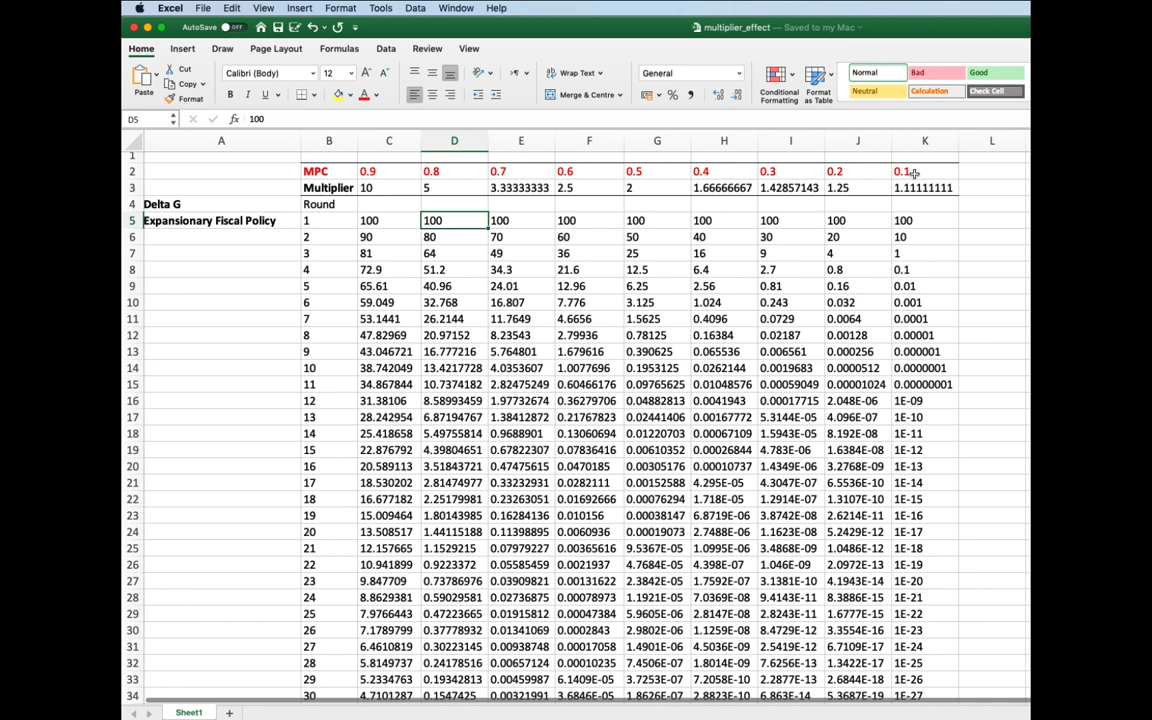 Excel File Edit View Insert Format Tools Data Window Help
AutoSave OFF multiplier_effect — Saved to my Mac
Home Insert Draw Page Layout Formulas Data Review View
Paste Cut Copy Format Calibri (Body) 12 Wrap Text Merge & Centre General Conditional Formatting Format as Table Normal Bad Good Neutral Calculation Check Cell
D5 fx 100
A B C D E F G H I J K L
1
2 MPC 0.9 0.8 0.7 0.6 0.5 0.4 0.3 0.2 0.1
3 Multiplier 10 5 3.33333333 2.5 2 1.66666667 1.42857143 1.25 1.11111111
4 Delta G Round
5 Expansionary Fiscal Policy 1 100 100 100 100 100 100 100 100 100
6 2 90 80 70 60 50 40 30 20 10
7 3 81 64 49 36 25 16 9 4 1
8 4 72.9 51.2 34.3 21.6 12.5 6.4 2.7 0.8 0.1
9 5 65.61 40.96 24.01 12.96 6.25 2.56 0.81 0.16 0.01
10 6 59.049 32.768 16.807 7.776 3.125 1.024 0.243 0.032 0.001
11 7 53.1441 26.2144 11.7649 4.6656 1.5625 0.4096 0.0729 0.0064 0.0001
12 8 47.82969 20.97152 8.23543 2.79936 0.78125 0.16384 0.02187 0.00128 0.00001
13 9 43.046721 16.777216 5.764801 1.679616 0.390625 0.065536 0.006561 0.000256 0.000001
14 10 38.742049 13.4217728 4.0353607 1.0077696 0.1953125 0.0262144 0.0019683 0.0000512 0.0000001
15 11 34.867844 10.7374182 2.82475249 0.60466176 0.09765625 0.01048576 0.00059049 0.00001024 0.00000001
16 12 31.38106 8.58993459 1.97732674 0.36279706 0.04882813 0.0041943 0.00017715 2.048E-06 1E-09
17 13 28.242954 6.87194767 1.38412872 0.21767823 0.02441406 0.00167772 5.3144E-05 4.096E-07 1E-10
18 14 25.418658 5.49755814 0.9688901 0.13060694 0.01220703 0.00067109 1.5943E-05 8.192E-08 1E-11
19 15 22.876792 4.39804651 0.67822307 0.07836416 0.00610352 0.00026844 4.783E-06 1.6384E-08 1E-12
20 16 20.589113 3.51843721 0.47475615 0.0470185 0.00305176 0.00010737 1.4349E-06 3.2768E-09 1E-13
21 17 18.530202 2.81474977 0.33232931 0.0282111 0.00152588 4.295E-05 4.3047E-07 6.5536E-10 1E-14
22 18 16.677182 2.25179981 0.23263051 0.01692666 0.00076294 1.718E-05 1.2914E-07 1.3107E-10 1E-15
23 19 15.009464 1.80143985 0.16284136 0.010156 0.00038147 6.8719E-06 3.8742E-08 2.6214E-11 1E-16
24 20 13.508517 1.44115188 0.11398895 0.0060936 0.00019073 2.7488E-06 1.1623E-08 5.2429E-12 1E-17
25 21 12.157665 1.1529215 0.07979227 0.00365616 9.5367E-05 1.0995E-06 3.4868E-09 1.0486E-12 1E-18
26 22 10.941899 0.9223372 0.05585459 0.0021937 4.7684E-05 4.398E-07 1.046E-09 2.0972E-13 1E-19
27 23 9.847709 0.73786976 0.03909821 0.00131622 2.3842E-05 1.7592E-07 3.1381E-10 4.1943E-14 1E-20
28 24 8.8629381 0.59029581 0.02736875 0.00078973 1.1921E-05 7.0369E-08 9.4143E-11 8.3886E-15 1E-21
29 25 7.9766443 0.47223665 0.01915812 0.00047384 5.9605E-06 2.8147E-08 2.8243E-11 1.6777E-15 1E-22
30 26 7.1789799 0.37778932 0.01341069 0.0002843 2.9802E-06 1.1259E-08 8.4729E-12 3.3554E-16 1E-23
31 27 6.4610819 0.30223145 0.00938748 0.00017058 1.4901E-06 4.5036E-09 2.5419E-12 6.7109E-17 1E-24
32 28 5.8149737 0.24178516 0.00657124 0.00010235 7.4506E-07 1.8014E-09 7.6256E-13 1.3422E-17 1E-25
33 29 5.2334763 0.19342813 0.00459987 6.1409E-05 3.7253E-07 7.2058E-10 2.2877E-13 2.6844E-18 1E-26
34 30 4.7101287 0.1547425 0.00321991 3.6846E-05 1.8626E-07 2.8823E-10 6.863E-14 5.3687E-19 1E-27
Sheet1